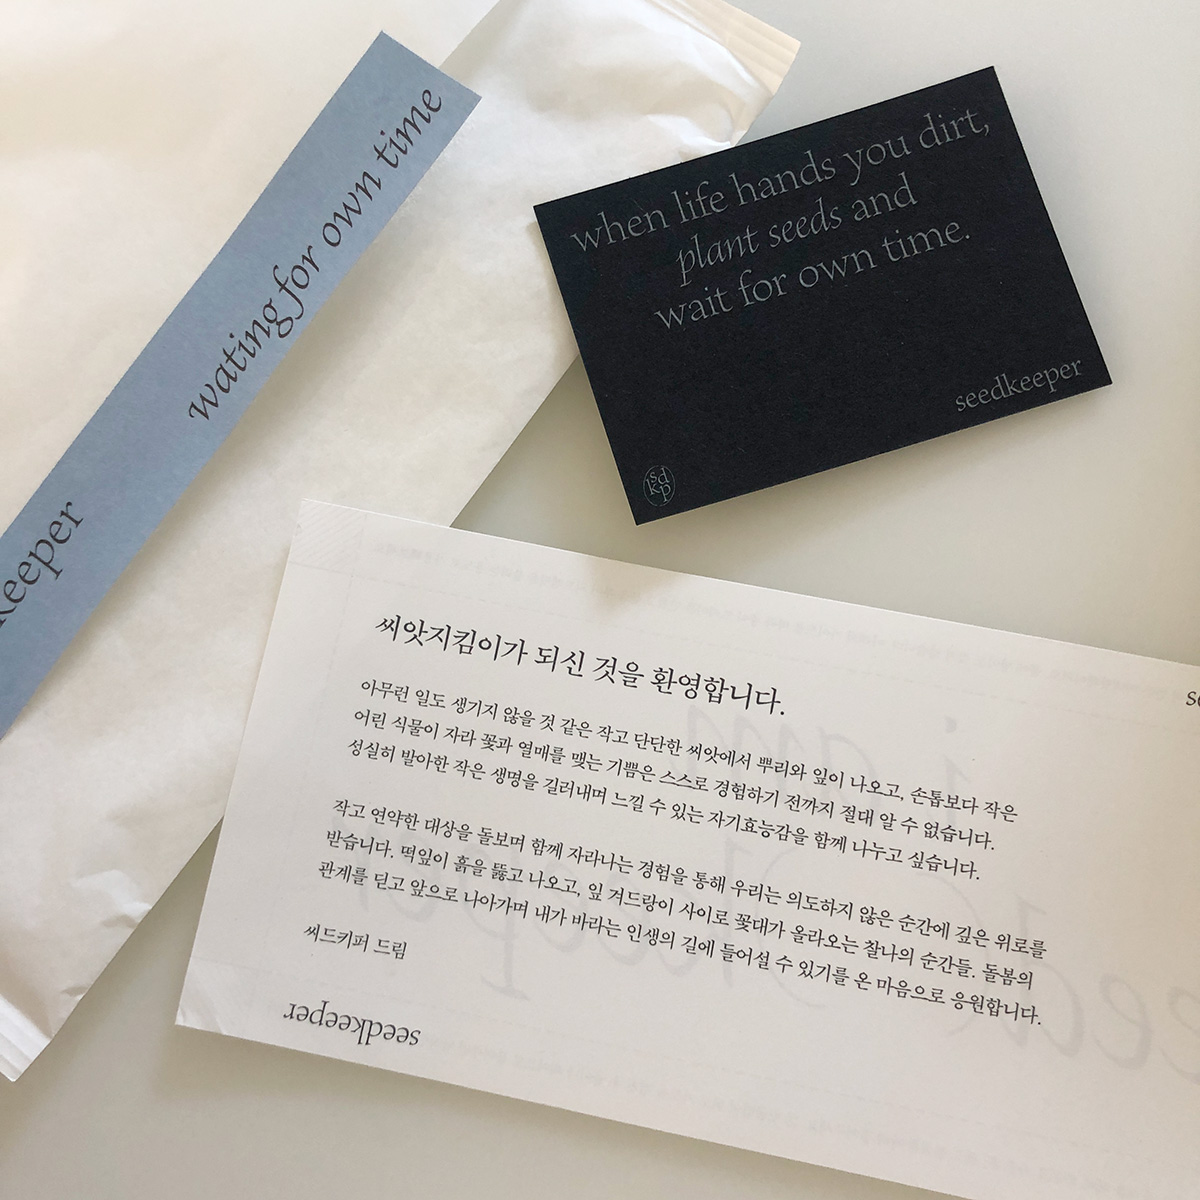 wating for own time
keeper
when life hands you dirt,
plant seeds and
wait for own time.
seedkeeper
sd
kp
씨앗지킴이가 되신 것을 환영합니다.
아무런 일도 생기지 않을 것 같은 작고 단단한 씨앗에서 뿌리와 잎이 나오고, 손톱보다 작은
어린 식물이 자라 꽃과 열매를 맺는 기쁨은 스스로 경험하기 전까지 절대 알 수 없습니다.
성실히 발아한 작은 생명을 길러내며 느낄 수 있는 자기효능감을 함께 나누고 싶습니다.
작고 연약한 대상을 돌보며 함께 자라나는 경험을 통해 우리는 의도하지 않은 순간에 깊은 위로를
받습니다. 떡잎이 흙을 뚫고 나오고, 잎 겨드랑이 사이로 꽃대가 올라오는 찰나의 순간들. 돌봄의
관계를 딛고 앞으로 나아가며 내가 바라는 인생의 길에 들어설 수 있기를 온 마음으로 응원합니다.
씨드키퍼 드림
seedkeeper